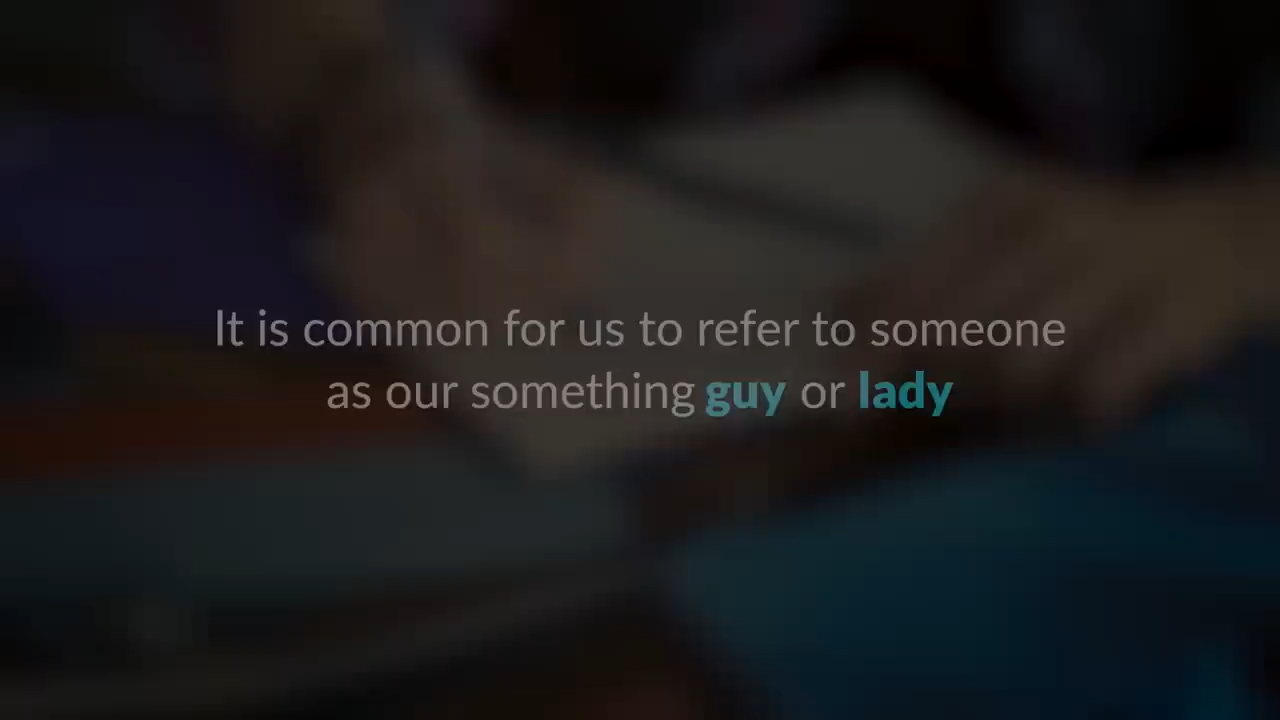 It is common for us to refer to someone
as our something guy or lady